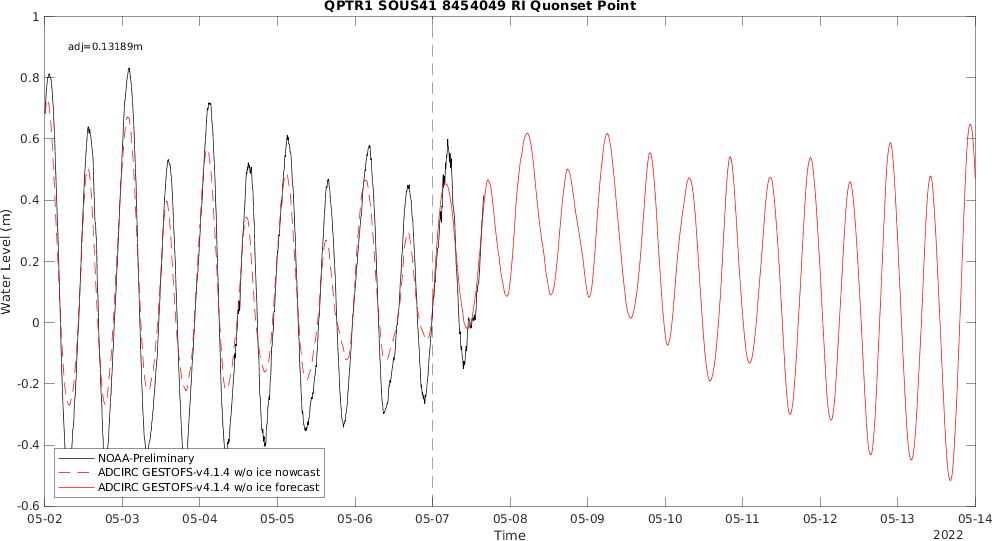 QPTR1 SOUS41 8454049 RI Quonset Point
adj=0.13189m
Water Level (m)
1
0.8
0.6
0.4
0.2
0
-0.2
-0.4
-0.6
NOAA-Preliminary
ADCIRC GESTOFS-v4.1.4 w/o ice nowcast
ADCIRC GESTOFS-v4.1.4 w/o ice forecast
05-02 05-03 05-04 05-05 05-06 05-07 05-08 05-09 05-10 05-11 05-12 05-13 05-14
Time
2022